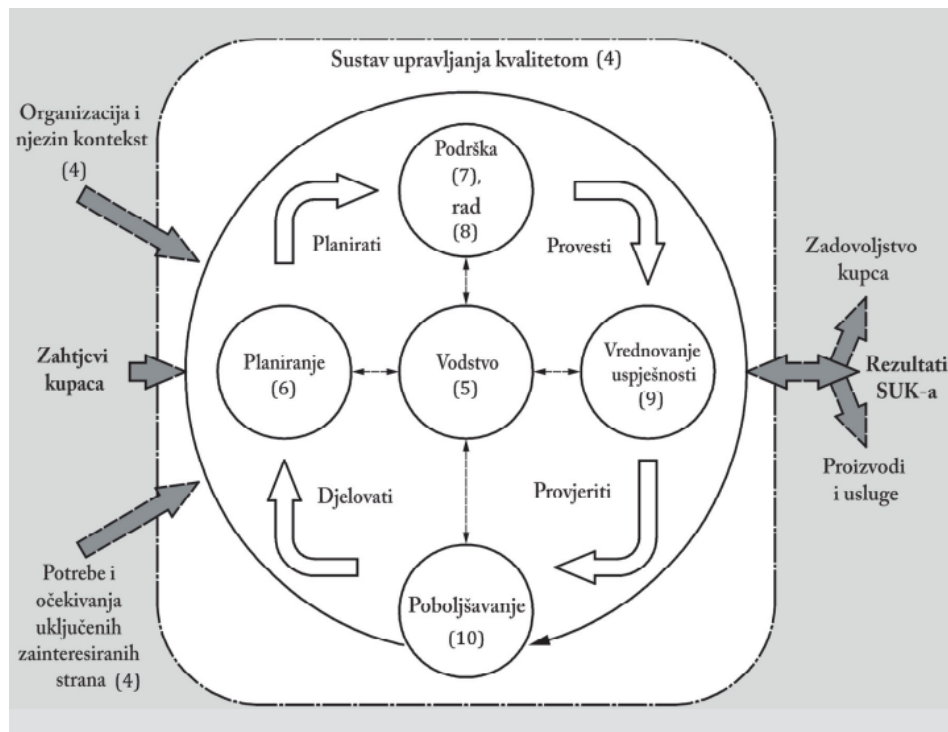 Sustav upravljanja kvalitetom (4)
Organizacija i
njezin kontekst
(4)
Podrška
(7),
rad
(8)
Planirati
Provesti
Zadovoljstvo
kupca
Zahtjevi
kupaca
Planiranje
(6)
Vodstvo
(5)
Vrednovanje
uspješnosti
(9)
Rezultati
SUK-a
Djelovati
Provjeriti
Proizvodi
i usluge
Potrebe i
očekivanja
uključenih
zainteresiranih
strana (4)
Poboljšavanje
(10)